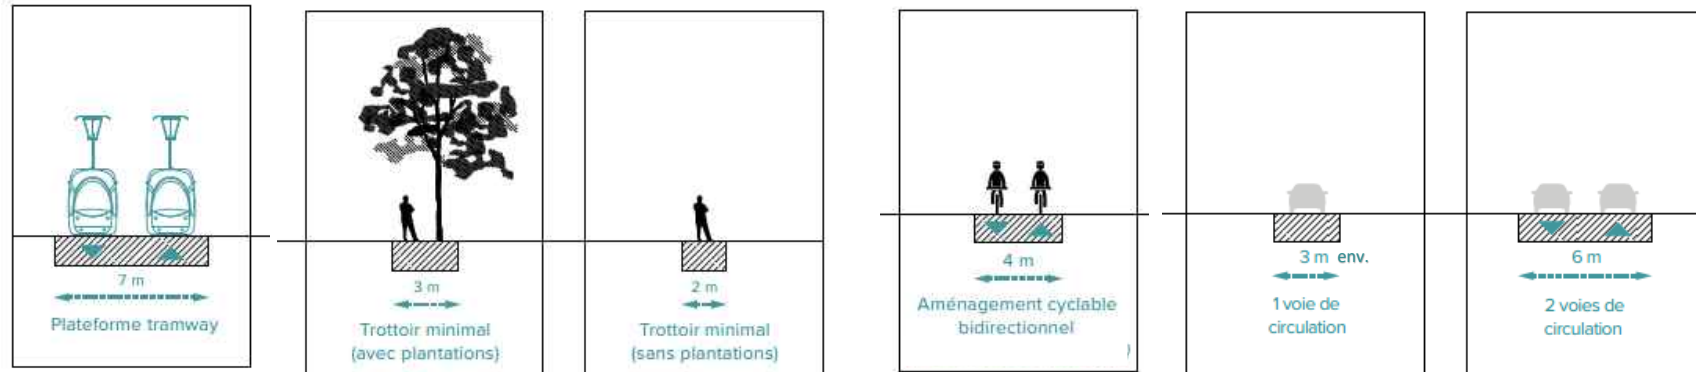 7 m
Plateforme tramway
3 m
Trottoir minimal
(avec plantations)
2 m
Trottoir minimal
(sans plantations)
4 m
Aménagement cyclable
bidirectionnel
)
3 m env.
1 voie de
circulation
6 m
2 voies de
circulation